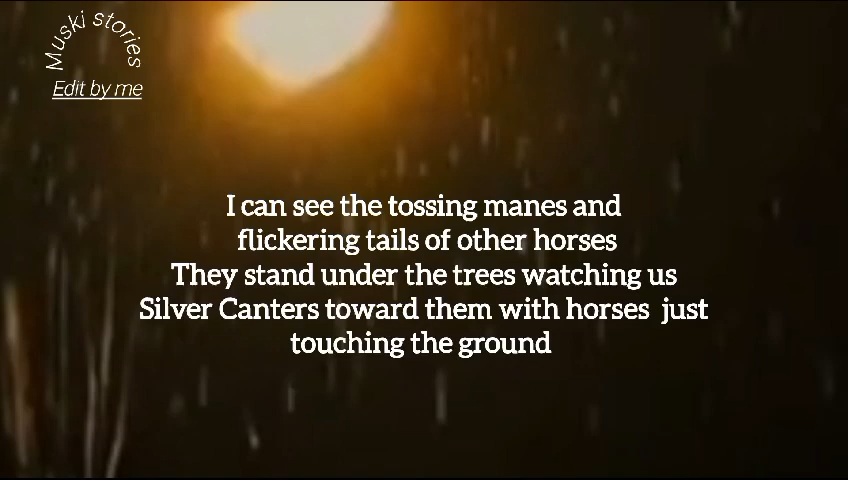 Muski stories
Edit by me
I can see the tossing manes and
flickering tails of other horses
They stand under the trees watching us
Silver Canters toward them with horses just
touching the ground